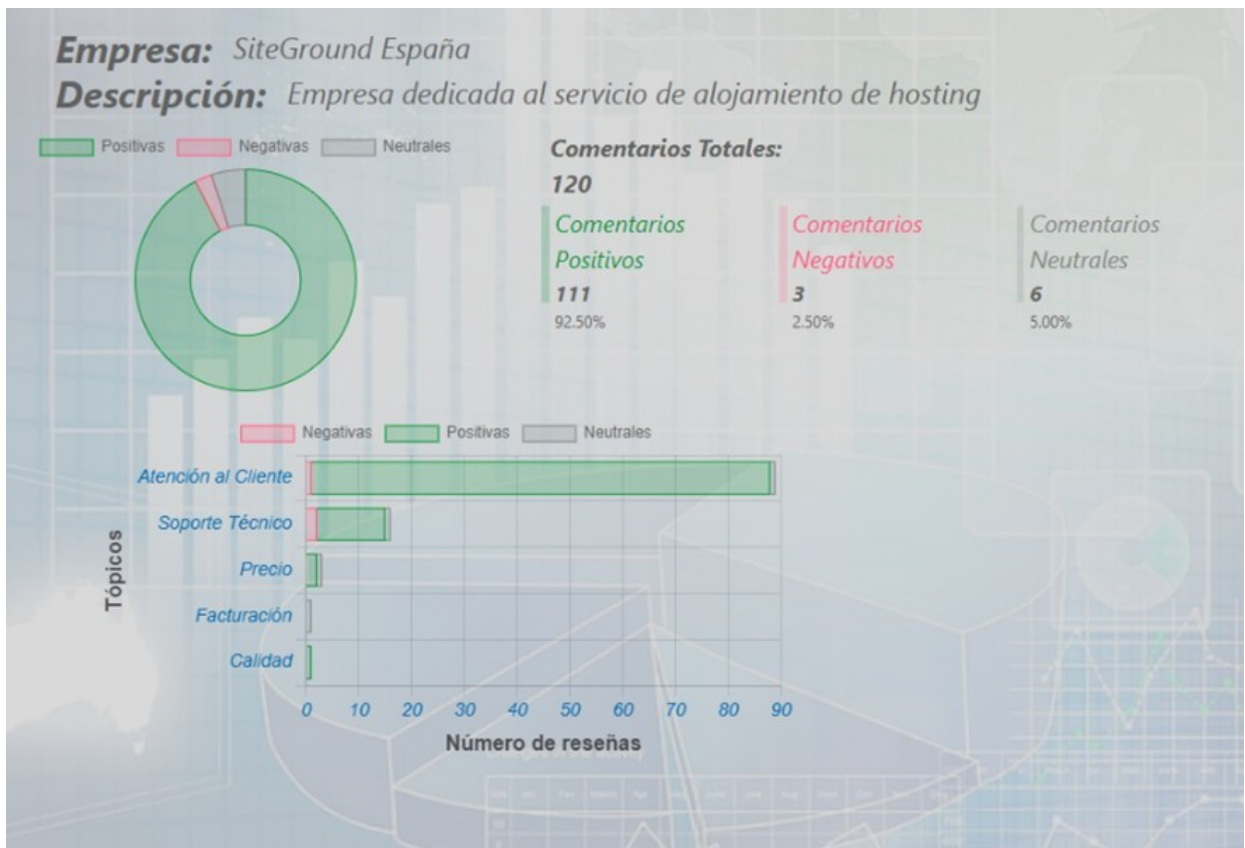 Empresa: SiteGround España
Descripción: Empresa dedicada al servicio de alojamiento de hosting
Positivas Negativas Neutrales
Comentarios Totales:
120
Comentarios Positivos
111
92.50%
Comentarios Negativos
3
2.50%
Comentarios Neutrales
6
5.00%
Negativas Positivas Neutrales
Tópicos
Atención al Cliente
Soporte Técnico
Precio
Facturación
Calidad
0 10 20 30 40 50 60 70 80 90
Número de reseñas